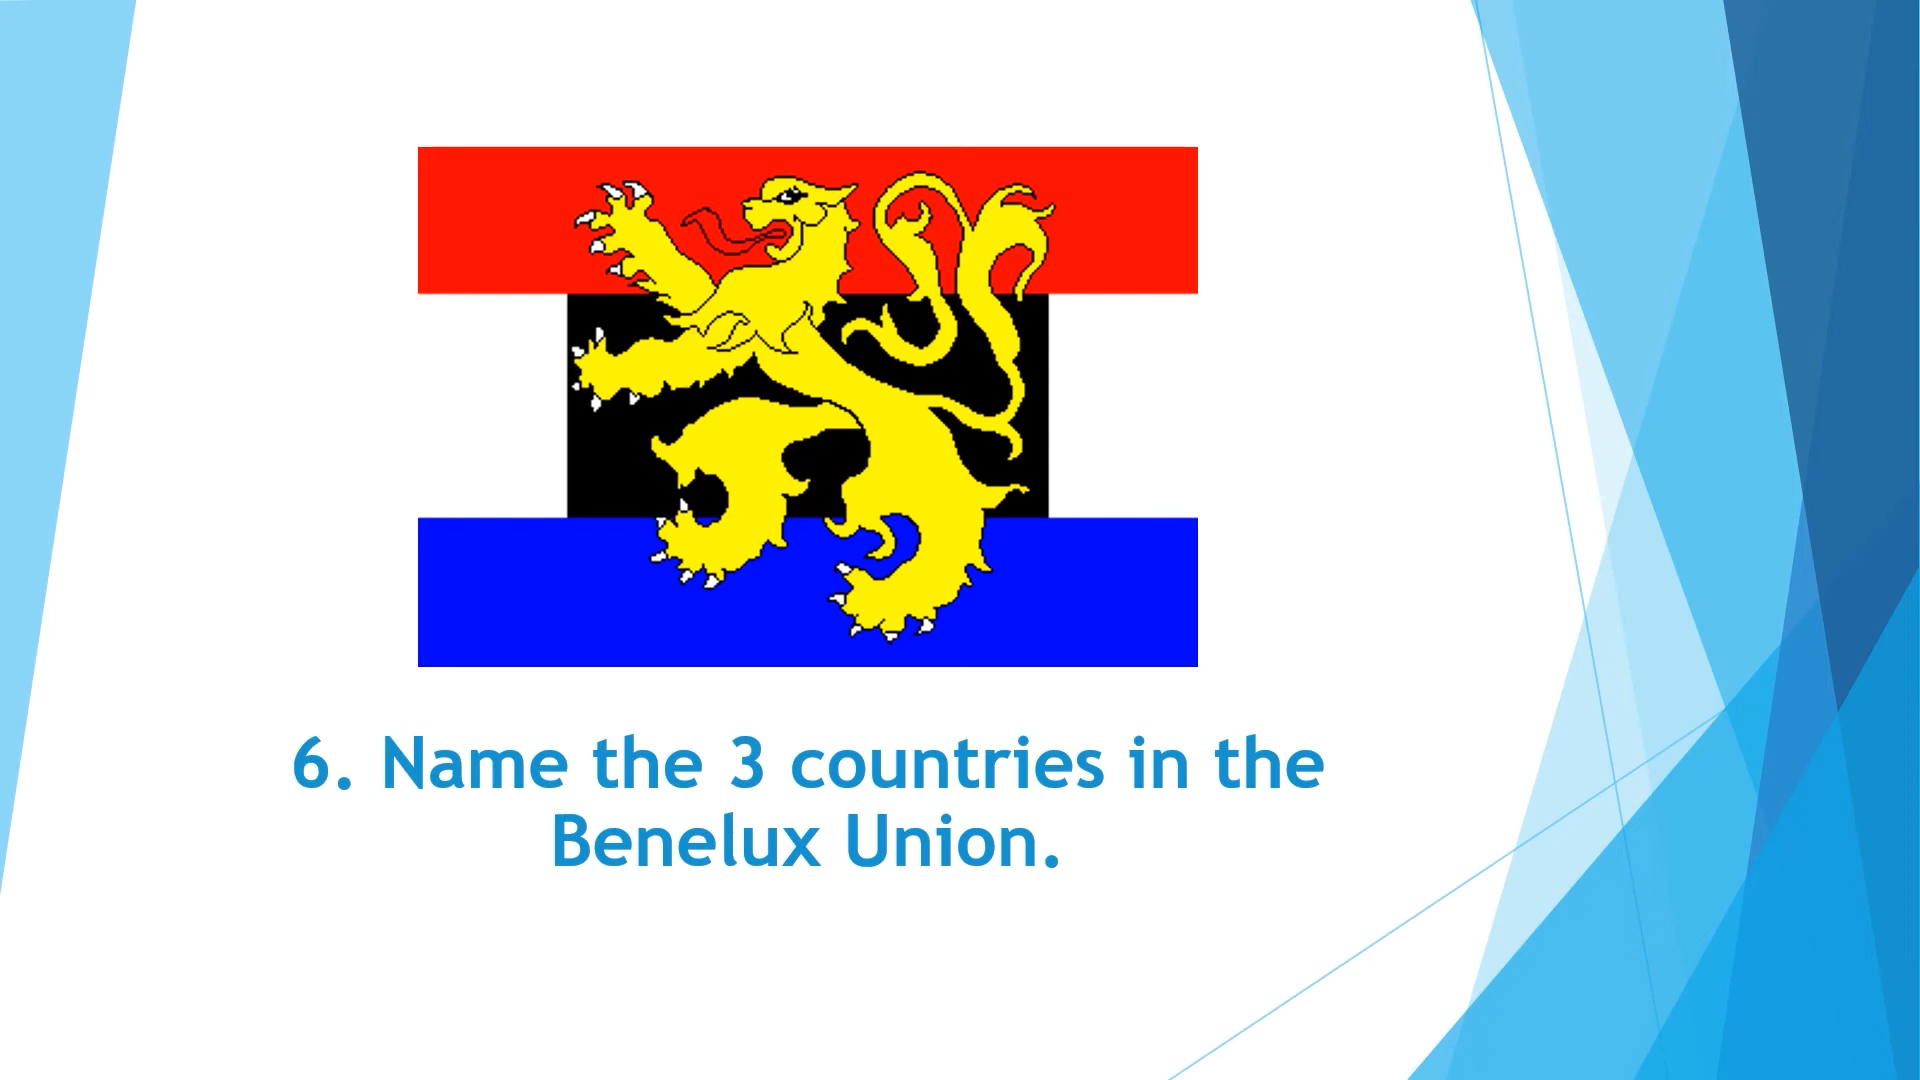 6. Name the 3 countries in the
Benelux Union.